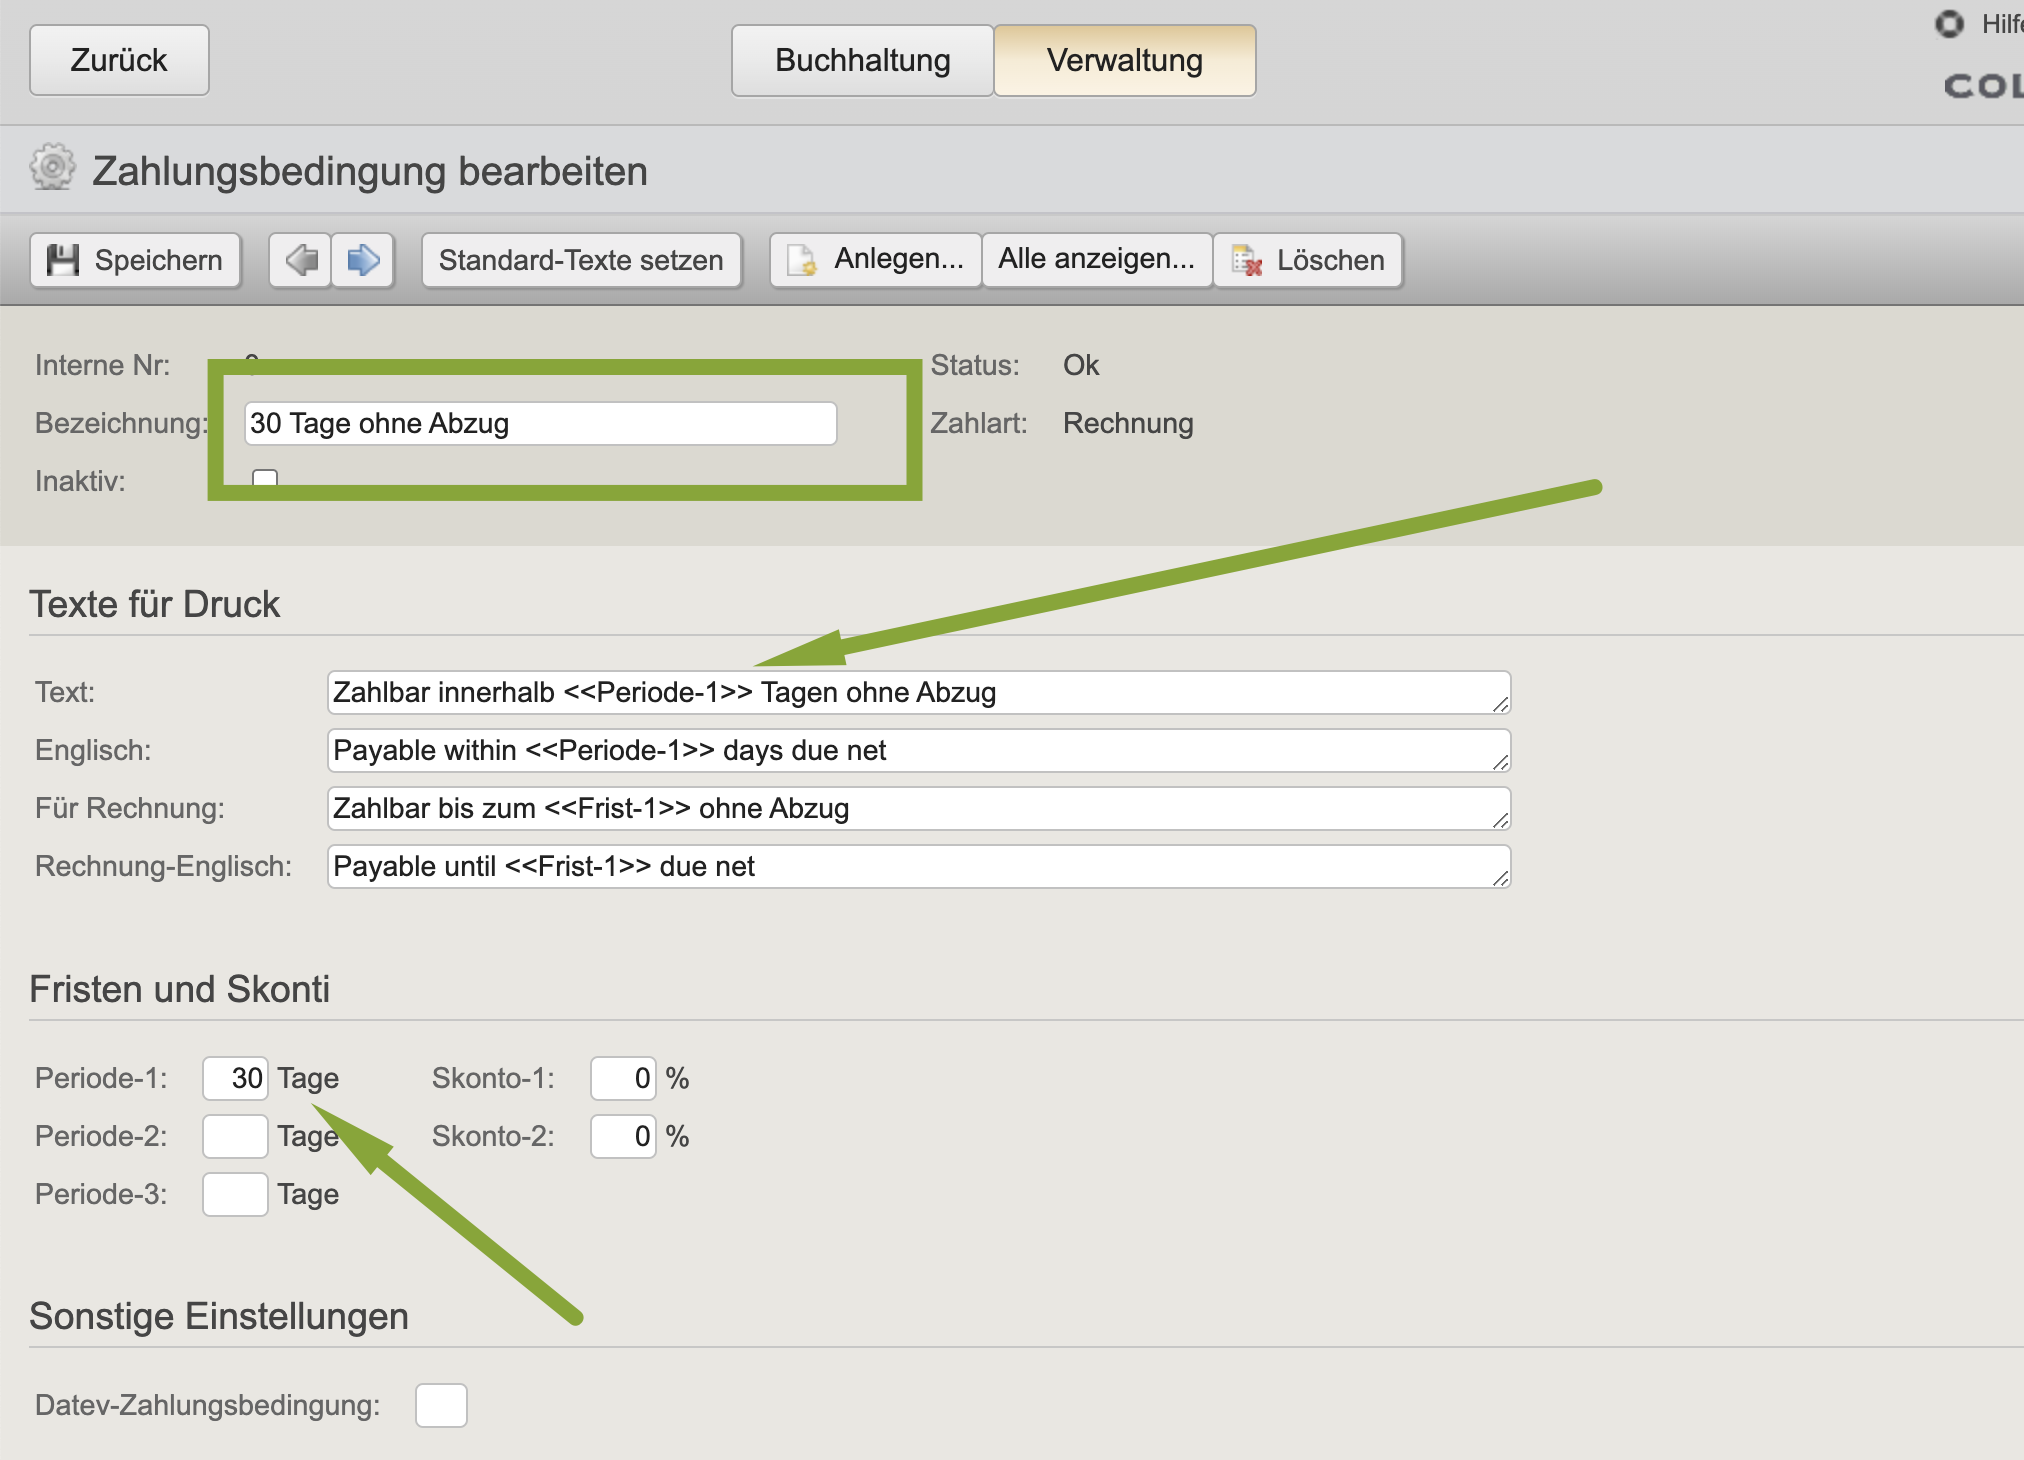 Zurück
Buchhaltung
Verwaltung
Zahlungsbedingung bearbeiten
Speichern
Standard-Texte setzen
Anlegen...
Alle anzeigen...
Löschen
Interne Nr:
Status: Ok
Bezeichnung: 30 Tage ohne Abzug
Zahlart: Rechnung
Inaktiv:
Texte für Druck
Text: Zahlbar innerhalb <<Periode-1>> Tagen ohne Abzug
Englisch: Payable within <<Periode-1>> days due net
Für Rechnung: Zahlbar bis zum <<Frist-1>> ohne Abzug
Rechnung-Englisch: Payable until <<Frist-1>> due net
Fristen und Skonti
Periode-1: 30 Tage Skonto-1: 0 %
Periode-2: Tage Skonto-2: 0 %
Periode-3: Tage
Sonstige Einstellungen
Datev-Zahlungsbedingung: